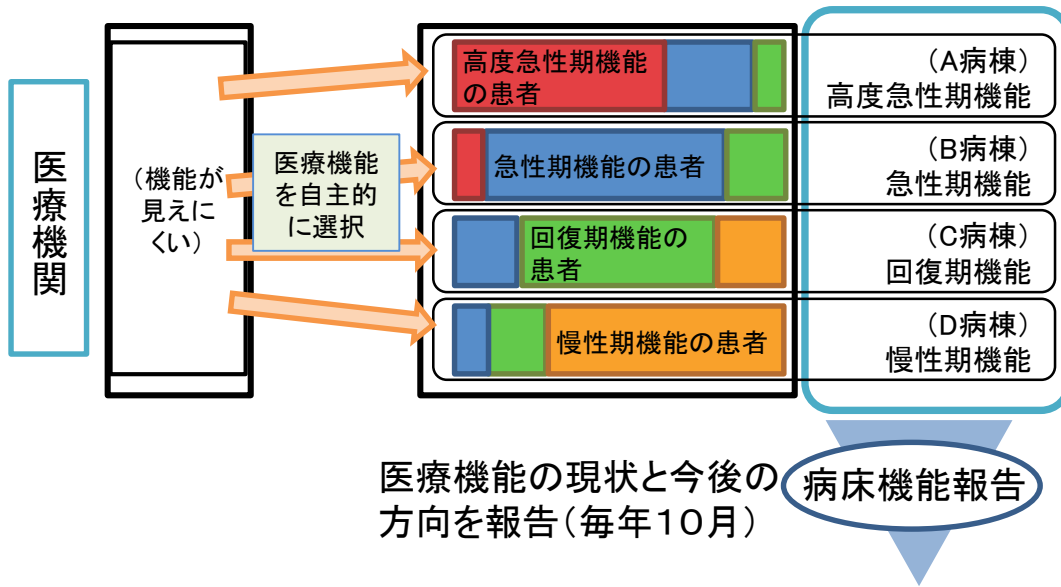 医療機関
（機能が
見えに
くい）
医療機能
を自主的
に選択
高度急性期機能
の患者
急性期機能の患者
回復期機能の
患者
慢性期機能の患者
（A病棟）
高度急性期機能
（B病棟）
急性期機能
（C病棟）
回復期機能
（D病棟）
慢性期機能
医療機能の現状と今後の
方向を報告（毎年１０月）
病床機能報告